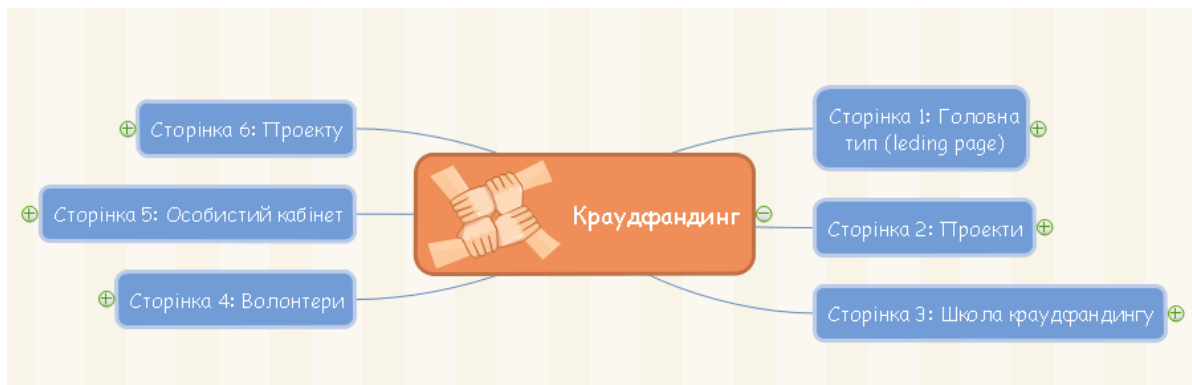 Краудфандинг
Сторінка 1: Головна
тип (leding page)
Сторінка 2: Проекти
Сторінка 3: Школа краудфандингу
Сторінка 4: Волонтери
Сторінка 5: Особистий кабінет
Сторінка 6: Проекту